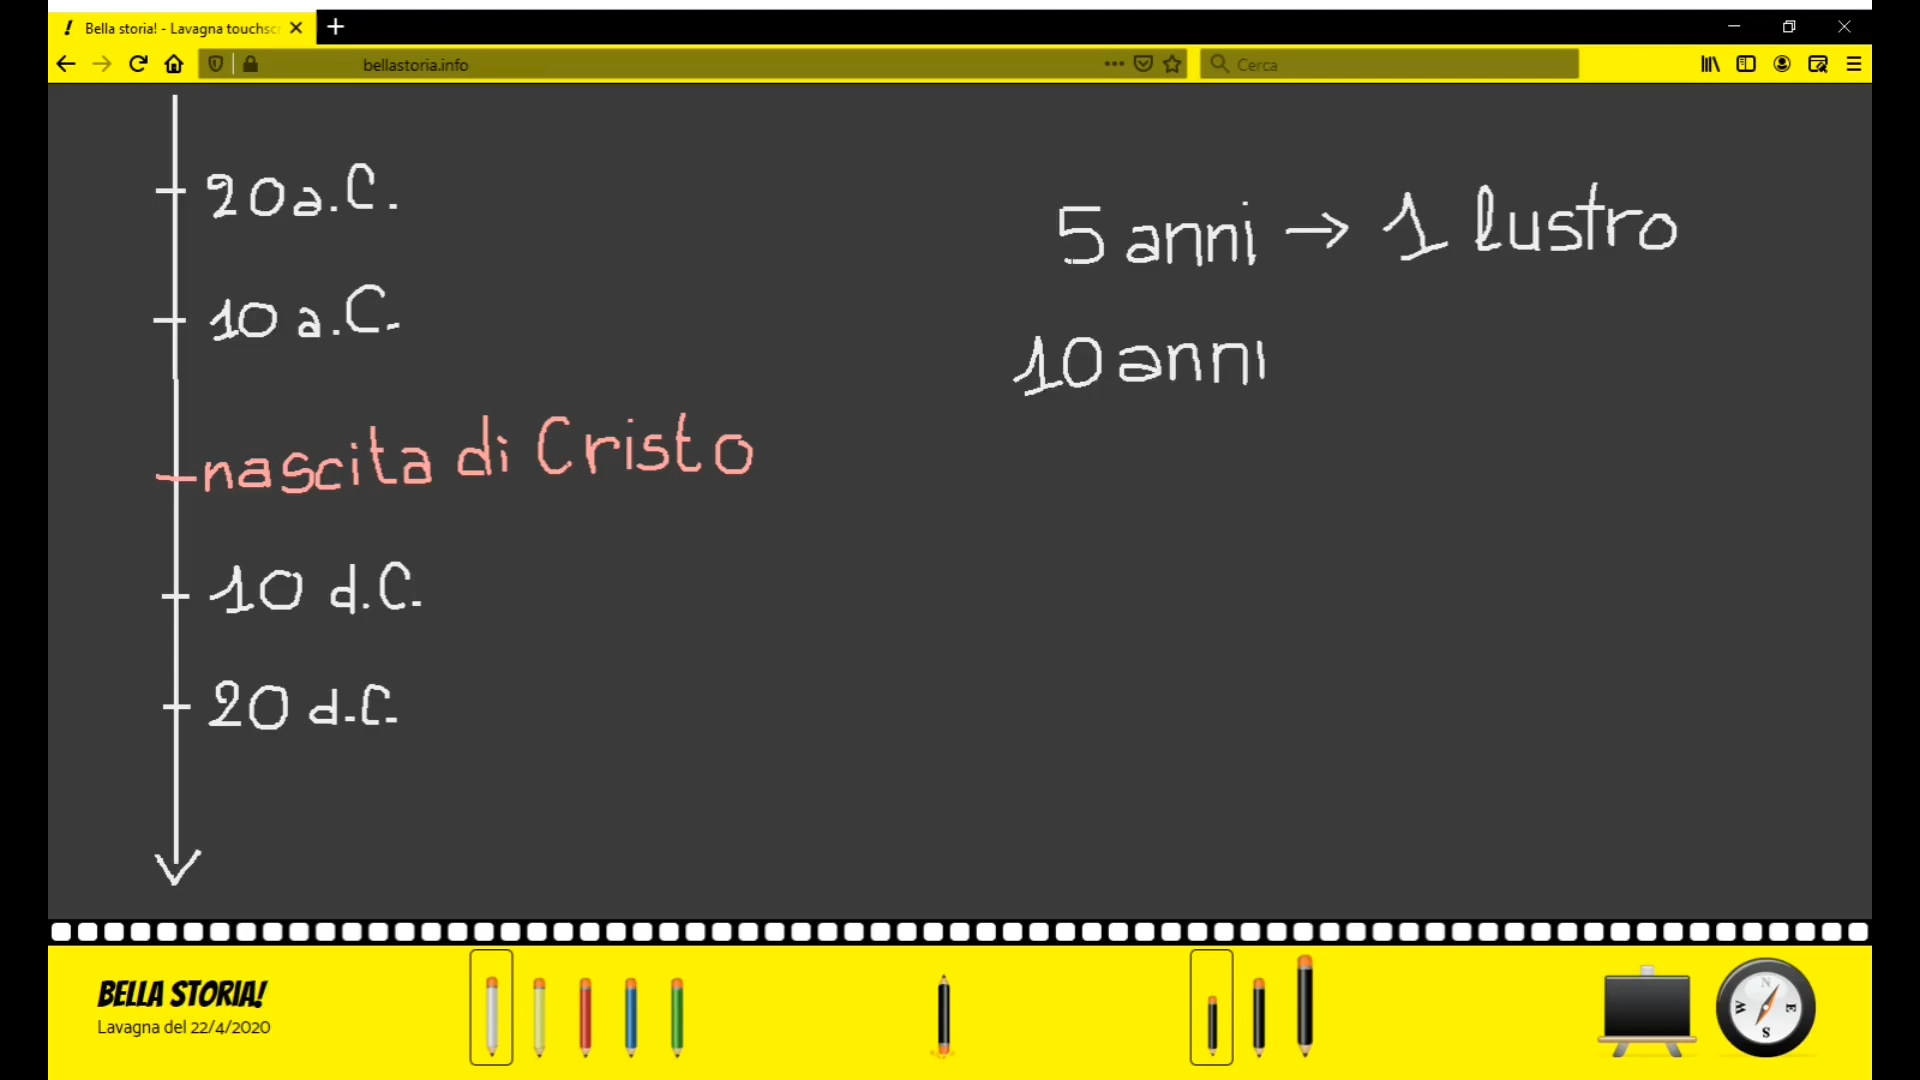 Bella storia! - Lavagna touchscr
bellastoria.info
Cerca
20 a.C.
10 a.C.
nascita di Cristo
10 d.C.
20 d.C.
5 anni → 1 lustro
10 anni
BELLA STORIA!
Lavagna del 22/4/2020
N
W
E
S